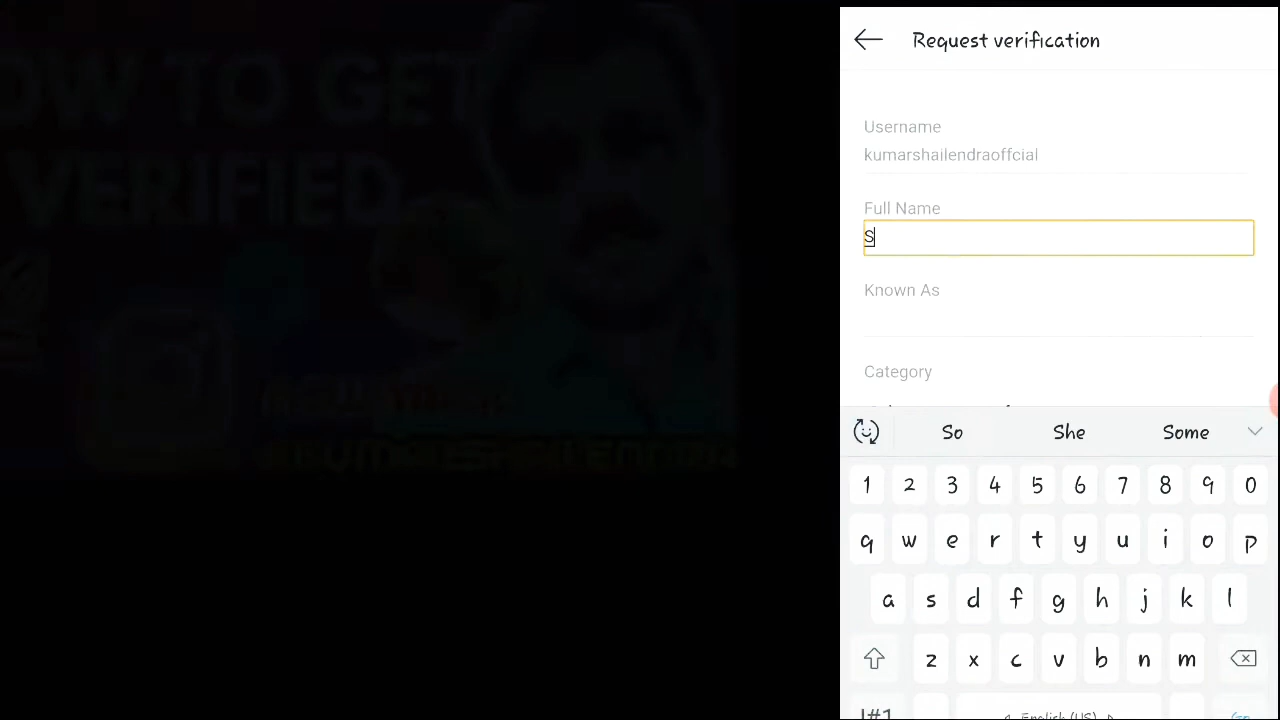 OW TO GET
VERIFIED
Request verification
Username
kumarshailendraoffcial
Full Name
S
Known As
Category
So She Some
1 2 3 4 5 6 7 8 9 0
q w e r t y u i o p
a s d f g h j k l
z x c v b n m
!#1 English (US) Go